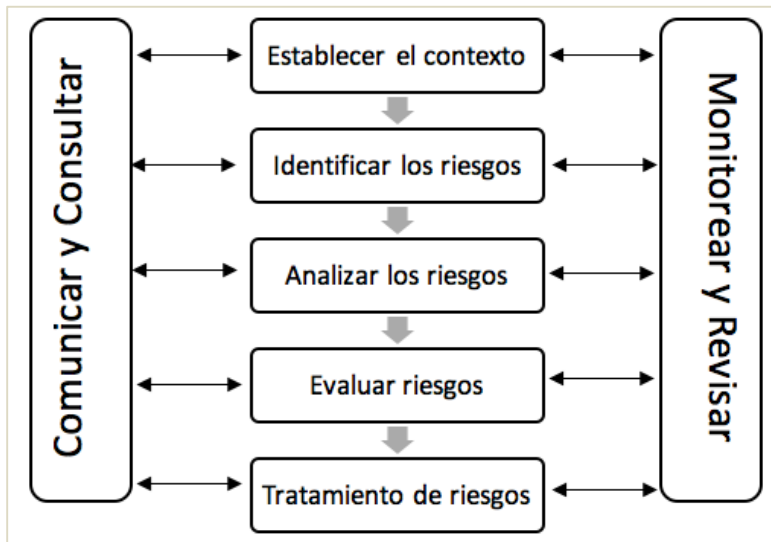 Comunicar y Consultar
Establecer el contexto
Identificar los riesgos
Analizar los riesgos
Evaluar riesgos
Tratamiento de riesgos
Monitorear y Revisar